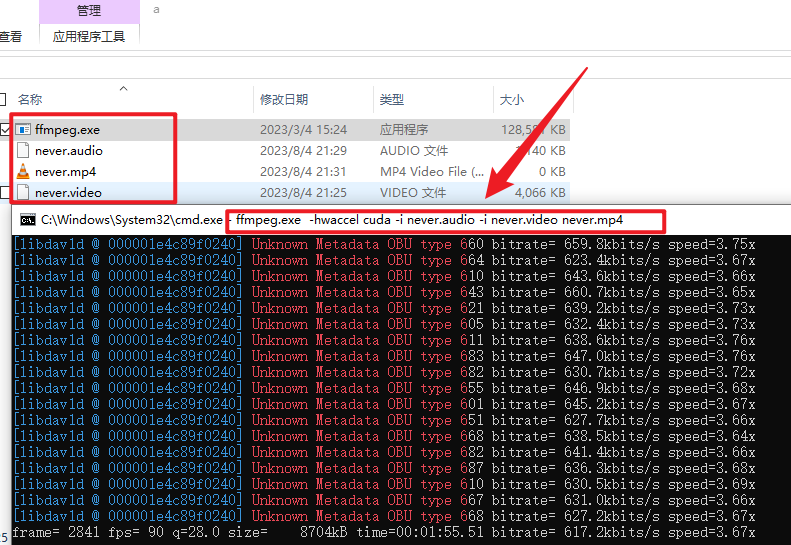 管理
a
查看
应用程序工具
名称 修改日期 类型 大小
ffmpeg.exe 2023/3/4 15:24 应用程序 KB
never.audio 2023/8/4 21:29 AUDIO 文件 KB
never.mp4 2023/8/4 21:31 MP4 Video File (... 0 KB
never.video 2023/8/4 21:25 VIDEO 文件 4,066 KB
C:\Windows\System32\cmd.exe - ffmpeg.exe -hwaccel cuda -i never.audio -i never.video never.mp4
[libdav1d @ 000001e4c89f0240] Unknown Metadata OBU type 660 bitrate= 659.8kbits/s speed=3.75x
[libdav1d @ 000001e4c89f0240] Unknown Metadata OBU type 664 bitrate= 623.4kbits/s speed=3.67x
[libdav1d @ 000001e4c89f0240] Unknown Metadata OBU type 610 bitrate= 643.6kbits/s speed=3.66x
[libdav1d @ 000001e4c89f0240] Unknown Metadata OBU type 643 bitrate= 660.7kbits/s speed=3.65x
[libdav1d @ 000001e4c89f0240] Unknown Metadata OBU type 621 bitrate= 639.2kbits/s speed=3.73x
[libdav1d @ 000001e4c89f0240] Unknown Metadata OBU type 605 bitrate= 632.4kbits/s speed=3.73x
[libdav1d @ 000001e4c89f0240] Unknown Metadata OBU type 611 bitrate= 638.6kbits/s speed=3.76x
[libdav1d @ 000001e4c89f0240] Unknown Metadata OBU type 683 bitrate= 647.0kbits/s speed=3.76x
[libdav1d @ 000001e4c89f0240] Unknown Metadata OBU type 682 bitrate= 630.7kbits/s speed=3.72x
[libdav1d @ 000001e4c89f0240] Unknown Metadata OBU type 655 bitrate= 646.9kbits/s speed=3.68x
[libdav1d @ 000001e4c89f0240] Unknown Metadata OBU type 601 bitrate= 645.2kbits/s speed=3.67x
[libdav1d @ 000001e4c89f0240] Unknown Metadata OBU type 651 bitrate= 627.7kbits/s speed=3.66x
[libdav1d @ 000001e4c89f0240] Unknown Metadata OBU type 668 bitrate= 638.5kbits/s speed=3.64x
[libdav1d @ 000001e4c89f0240] Unknown Metadata OBU type 682 bitrate= 641.4kbits/s speed=3.66x
[libdav1d @ 000001e4c89f0240] Unknown Metadata OBU type 687 bitrate= 636.3kbits/s speed=3.68x
[libdav1d @ 000001e4c89f0240] Unknown Metadata OBU type 610 bitrate= 630.5kbits/s speed=3.69x
[libdav1d @ 000001e4c89f0240] Unknown Metadata OBU type 667 bitrate= 631.0kbits/s speed=3.66x
[libdav1d @ 000001e4c89f0240] Unknown Metadata OBU type 668 bitrate= 627.2kbits/s speed=3.67x
frame= 2841 fps= 90 q=28.0 size= 8704kB time=00:01:55.51 bitrate= 617.2kbits/s speed=3.67x